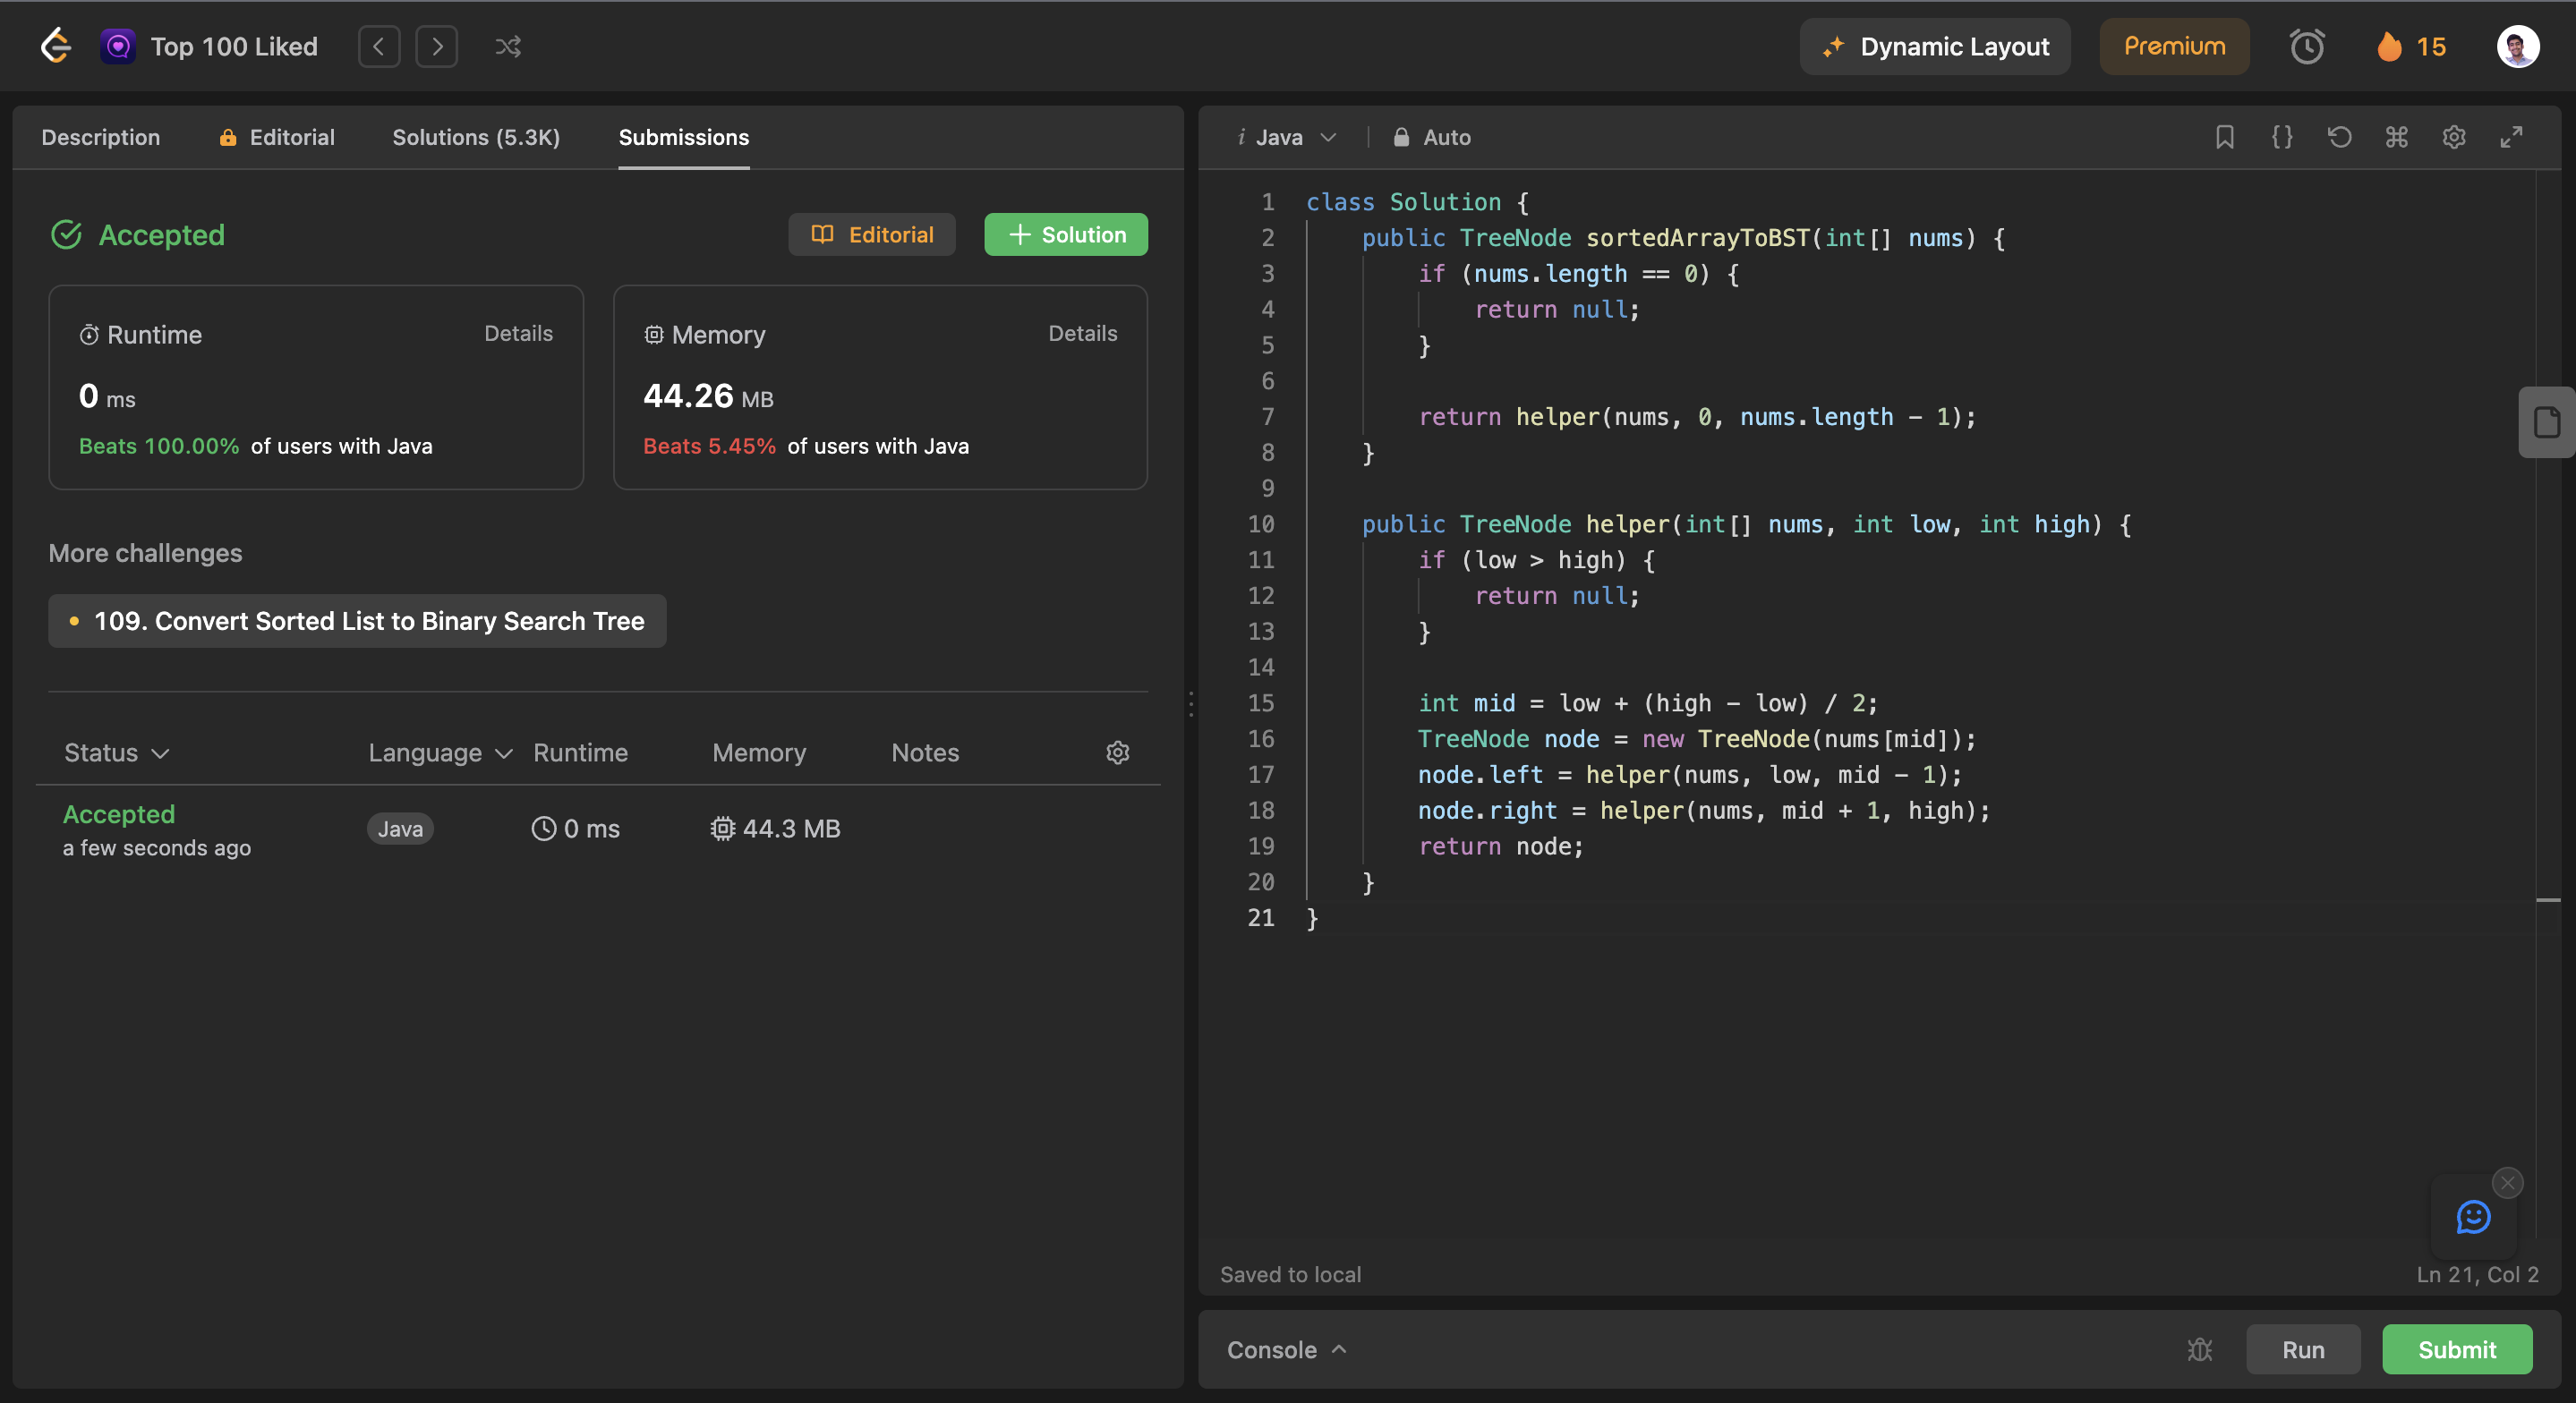 Top 100 Liked
Dynamic Layout
Premium
15
Description
Editorial
Solutions (5.3K)
Submissions
Accepted
Editorial
+ Solution
Runtime
Details
0 ms
Beats 100.00% of users with Java
Memory
Details
44.26 MB
Beats 5.45% of users with Java
More challenges
• 109. Convert Sorted List to Binary Search Tree
Status Language Runtime Memory Notes
Accepted
a few seconds ago
Java
0 ms
44.3 MB
i Java
Auto
1 class Solution {
2     public TreeNode sortedArrayToBST(int[] nums) {
3         if (nums.length == 0) {
4             return null;
5         }
6
7         return helper(nums, 0, nums.length - 1);
8     }
9
10     public TreeNode helper(int[] nums, int low, int high) {
11         if (low > high) {
12             return null;
13         }
14
15         int mid = low + (high - low) / 2;
16         TreeNode node = new TreeNode(nums[mid]);
17         node.left = helper(nums, low, mid - 1);
18         node.right = helper(nums, mid + 1, high);
19         return node;
20     }
21 }
Saved to local
Ln 21, Col 2
Console
Run
Submit